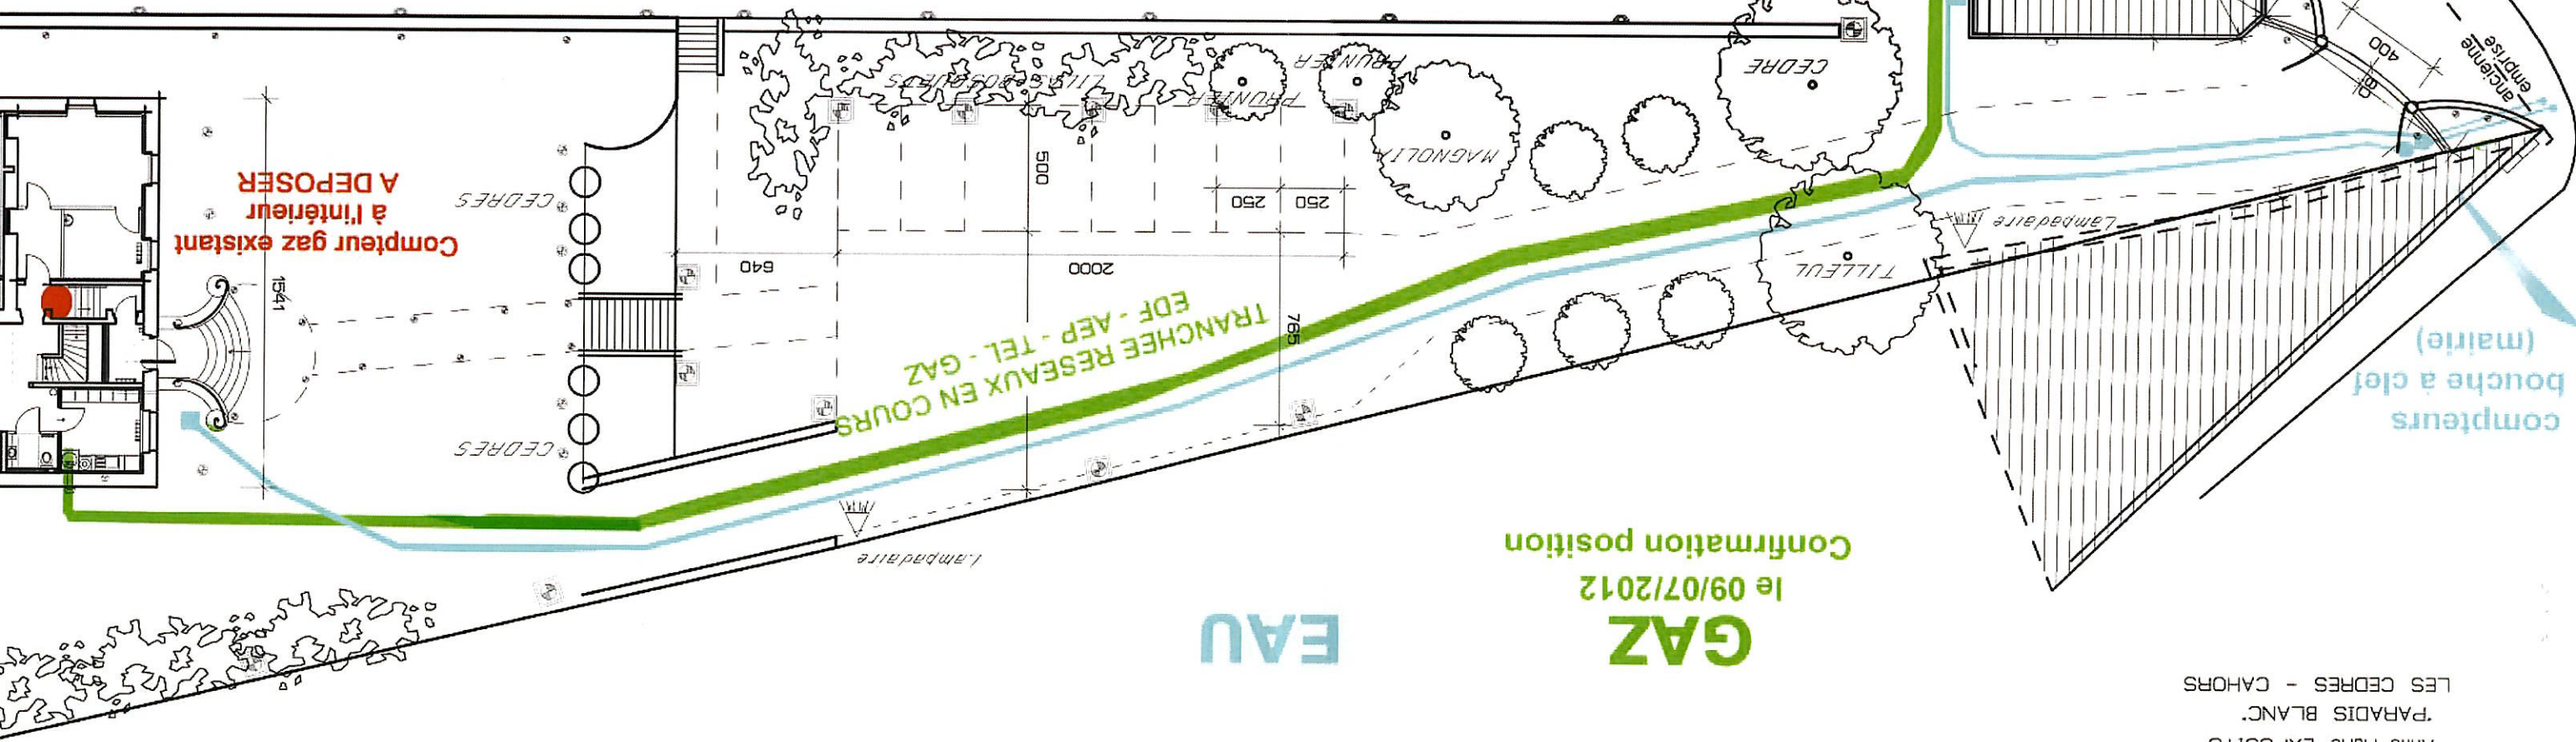 "PARADIS BLANC"
LES CEDRES - CAHORS
GAZ
le 09/07/2012
Confirmation position
EAU
compteurs
bouche à clef
(mairie)
Lampadaire
Lampadaire
TRANCHEE RESEAUX EN COURS
EDF - AEP - TEL - GAZ
CEDRES
CEDRES
TILLEUL
765
2000
640
1541
250
250
500
Compteur gaz existant
à l'intérieur
A DEPOSER
MAGNOLIA
CEDRE
PRUNIER
PRUNIER
400
ancienne
emprise